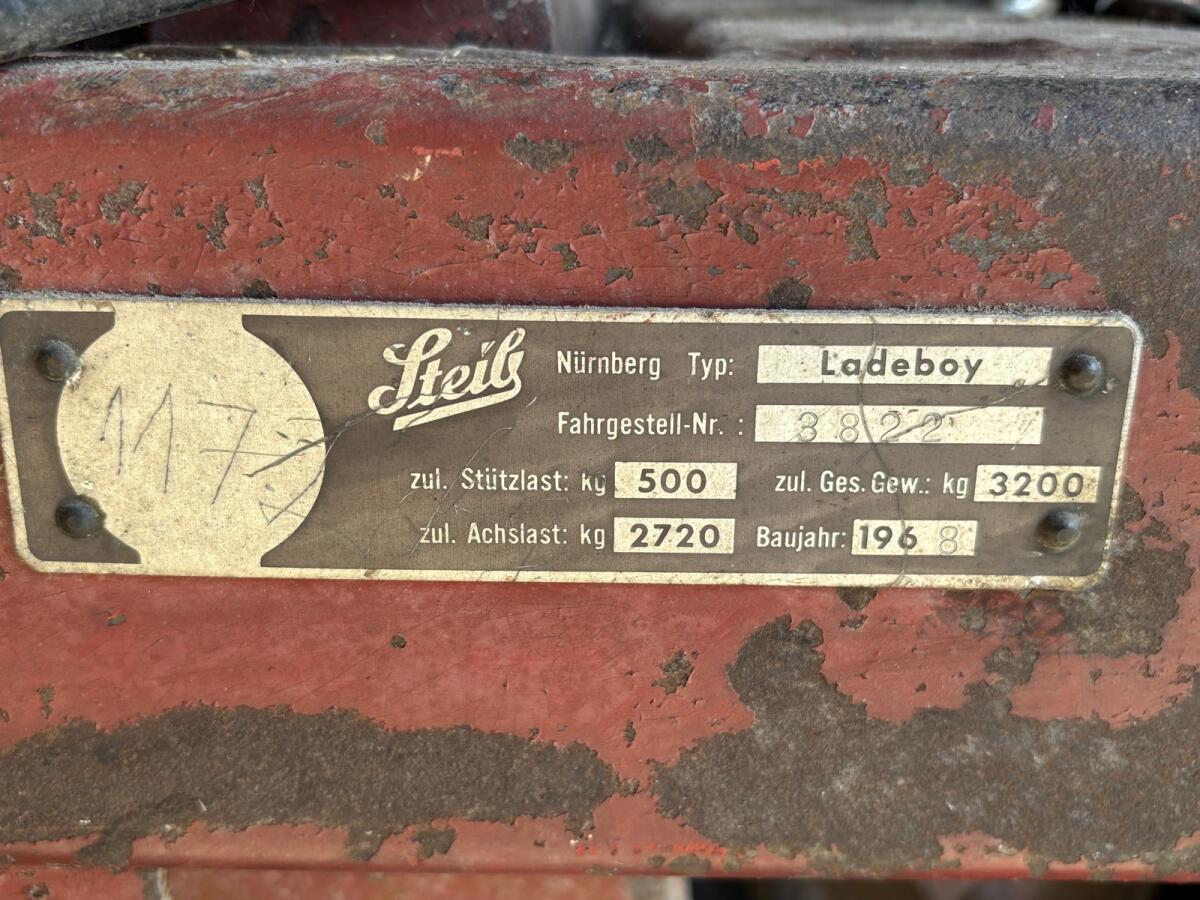 117
Steib Nürnberg Typ: Ladeboy
Fahrgestell-Nr. : 3822
zul. Stützlast: kg 500 zul. Ges. Gew.: kg 3200
zul. Achslast: kg 2720 Baujahr: 1968